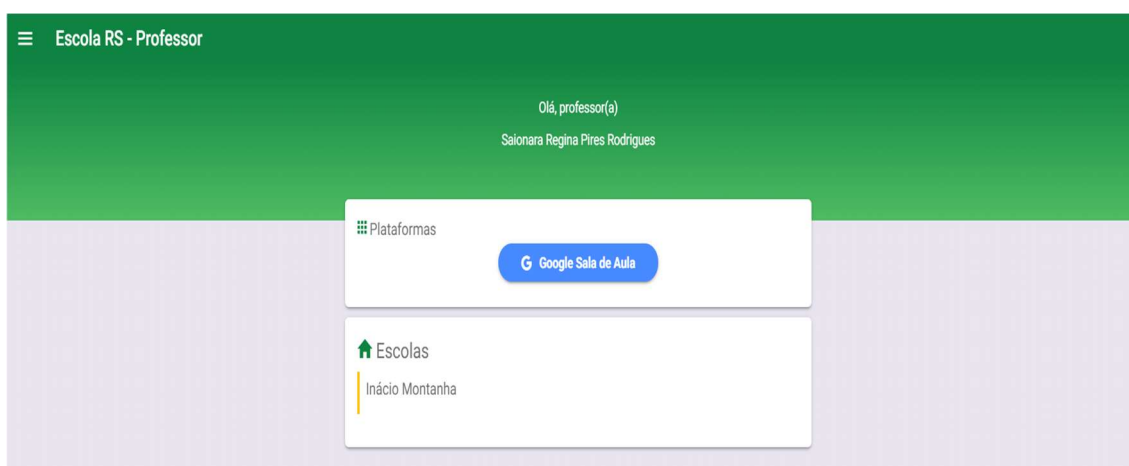 Escola RS - Professor
Olá, professor(a)
Saionara Regina Pires Rodrigues
Plataformas
G Google Sala de Aula
Escolas
Inácio Montanha